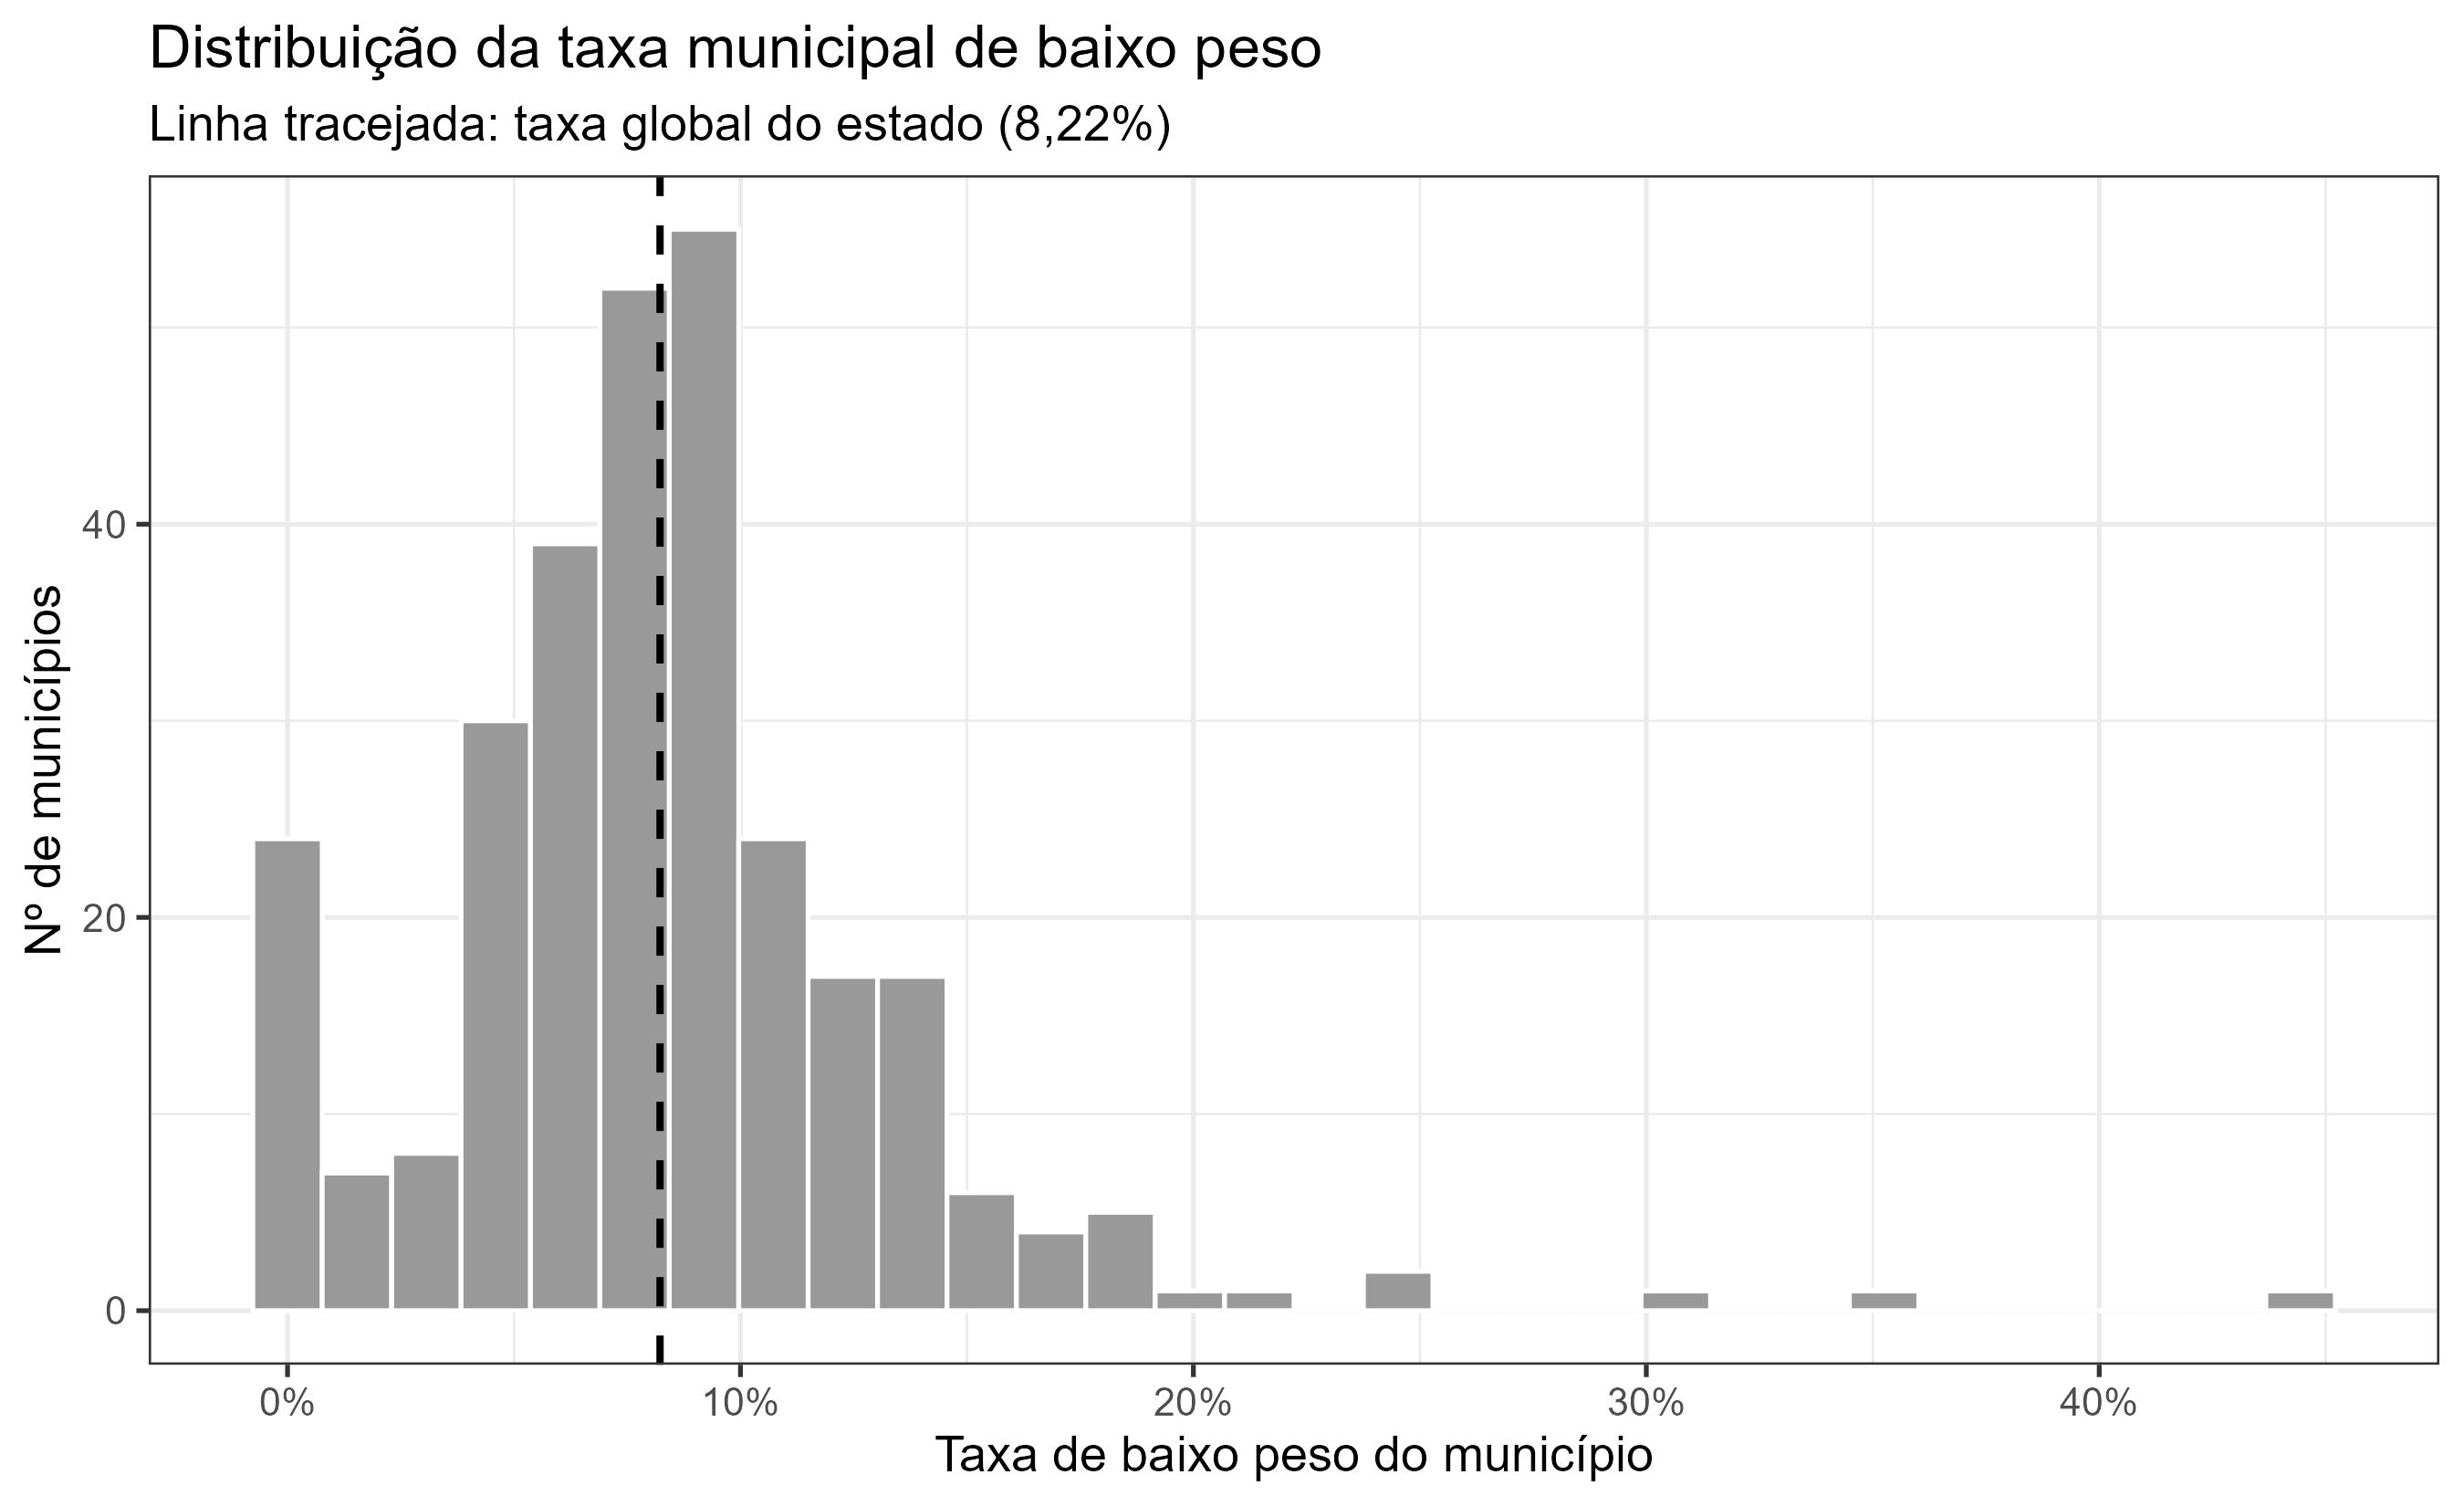 Distribuição da taxa municipal de baixo peso
Linha tracejada: taxa global do estado (8,22%)
Nº de municípios
40
20
0
0% 10% 20% 30% 40%
Taxa de baixo peso do município